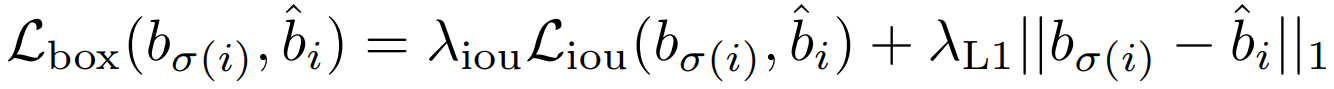 ℒ_box(b_σ(i), b̂_i) = λ_iou ℒ_iou(b_σ(i), b̂_i) + λ_L1 ||b_σ(i) − b̂_i||_1